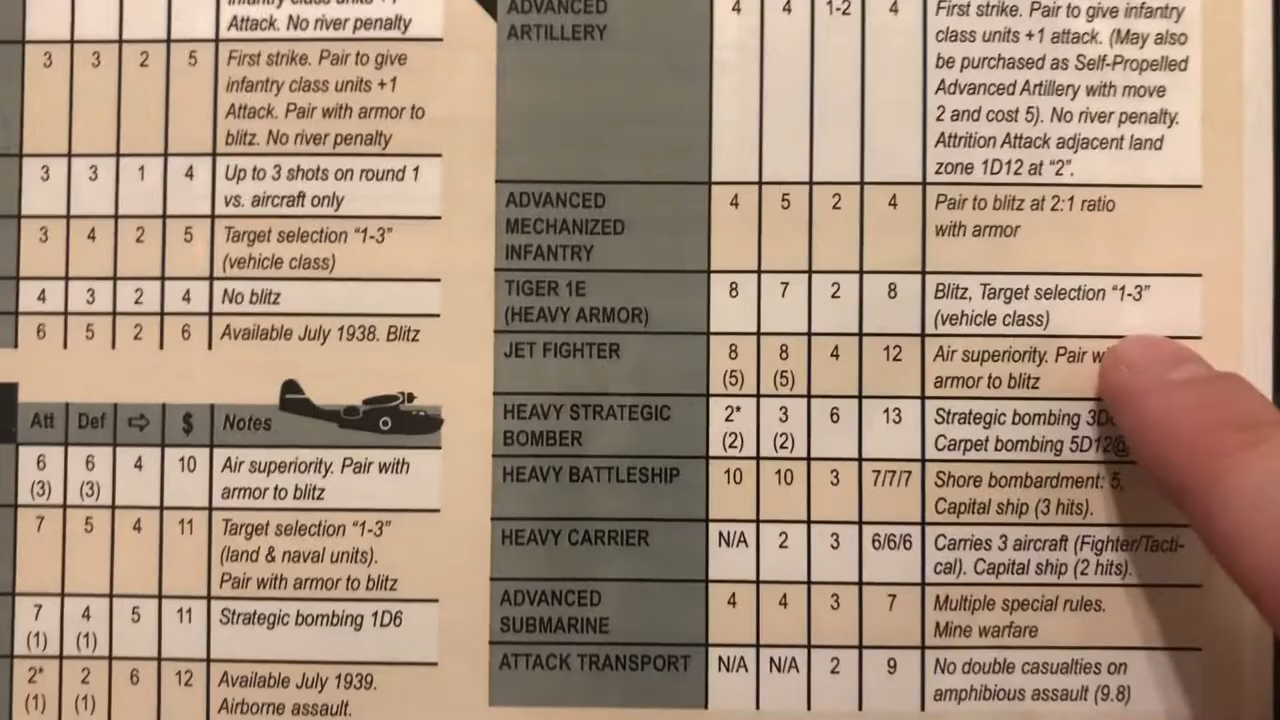 Attack. No river penalty
3 3 2 5 First strike. Pair to give
infantry class units +1
Attack. Pair with armor to
blitz. No river penalty
3 3 1 4 Up to 3 shots on round 1
vs. aircraft only
3 4 2 5 Target selection "1-3"
(vehicle class)
4 3 2 4 No blitz
6 5 2 6 Available July 1938. Blitz
Att Def ⇨ $ Notes
6 6 4 10 Air superiority. Pair with
(3) (3) armor to blitz
7 5 4 11 Target selection "1-3"
(land & naval units).
Pair with armor to blitz
7 4 5 11 Strategic bombing 1D6
(1) (1)
2* 2 6 12 Available July 1939.
(1) (1) Airborne assault.
ADVANCED 4 4 1-2 4 First strike. Pair to give infantry
ARTILLERY class units +1 attack. (May also
be purchased as Self-Propelled
Advanced Artillery with move
2 and cost 5). No river penalty.
Attrition Attack adjacent land
zone 1D12 at "2".
ADVANCED 4 5 2 4 Pair to blitz at 2:1 ratio
MECHANIZED with armor
INFANTRY
TIGER 1E 8 7 2 8 Blitz, Target selection "1-3"
(HEAVY ARMOR) (vehicle class)
JET FIGHTER 8 8 4 12 Air superiority. Pair
(5) (5) armor to blitz
HEAVY STRATEGIC 2* 3 6 13 Strategic bombing
BOMBER (2) (2) Carpet bombing 5D12@
HEAVY BATTLESHIP 10 10 3 7/7/7 Shore bombardment: 5,
Capital ship (3 hits).
HEAVY CARRIER N/A 2 3 6/6/6 Carries 3 aircraft (Fighter/Tacti-
cal). Capital ship (2 hits).
ADVANCED 4 4 3 7 Multiple special rules.
SUBMARINE Mine warfare
ATTACK TRANSPORT N/A N/A 2 9 No double casualties on
amphibious assault (9.8)